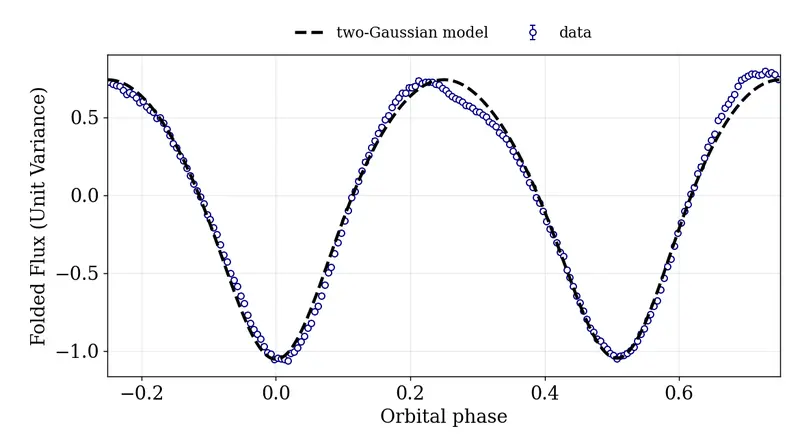 two-Gaussian model
data
Folded Flux (Unit Variance)
0.5
0.0
−0.5
−1.0
−0.2
0.0
0.2
0.4
0.6
Orbital phase